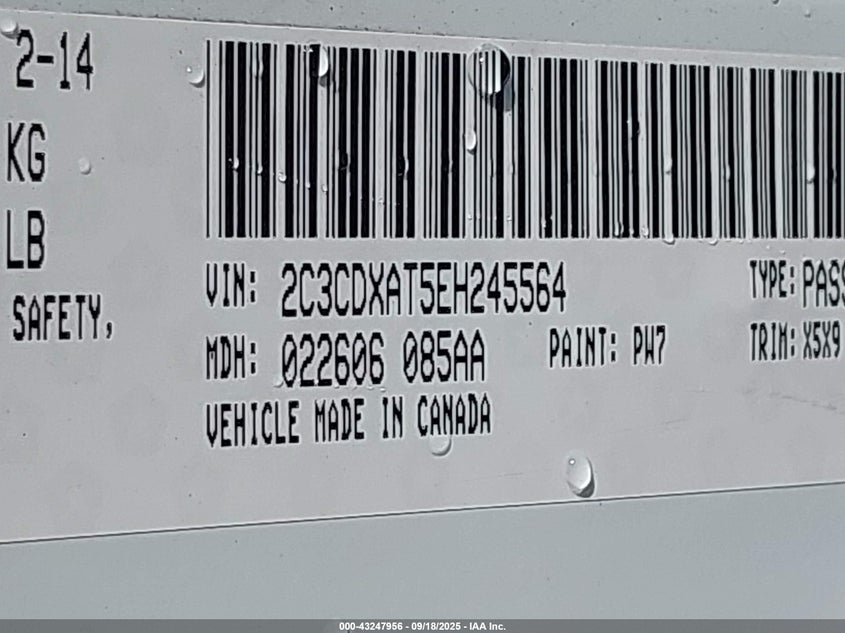 2-14
KG
LB
SAFETY,
VIN: 2C3CDXAT5EH245564
TYPE: PASS
MDH: 022606 085AA
PAINT: PW7
TRIM: X5X9
VEHICLE MADE IN CANADA
000-43247956 - 09/18/2025 - IAA Inc.